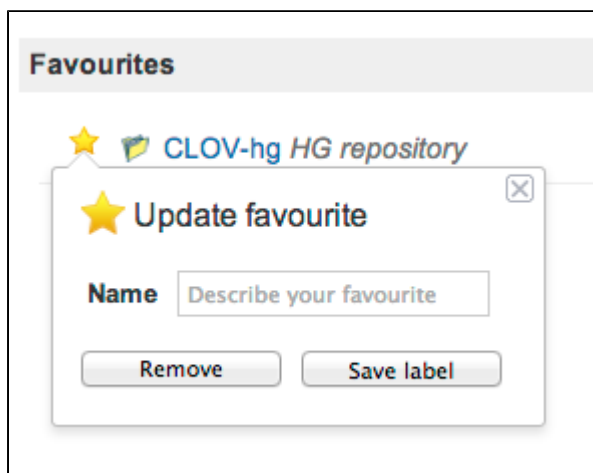 Favourites
CLOV-hg HG repository
Update favourite
Name Describe your favourite
Remove Save label